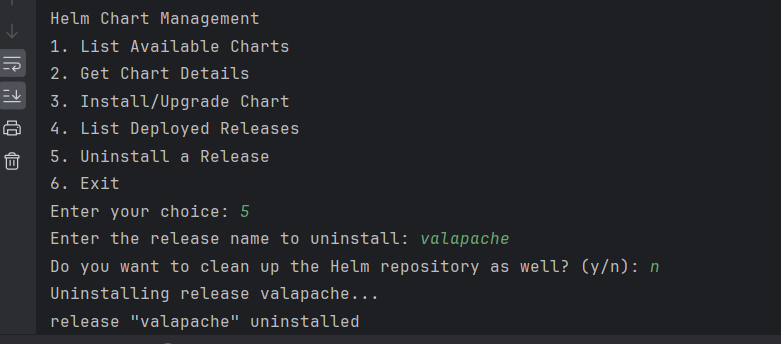 Helm Chart Management
1. List Available Charts
2. Get Chart Details
3. Install/Upgrade Chart
4. List Deployed Releases
5. Uninstall a Release
6. Exit
Enter your choice: 5
Enter the release name to uninstall: valapache
Do you want to clean up the Helm repository as well? (y/n): n
Uninstalling release valapache...
release "valapache" uninstalled